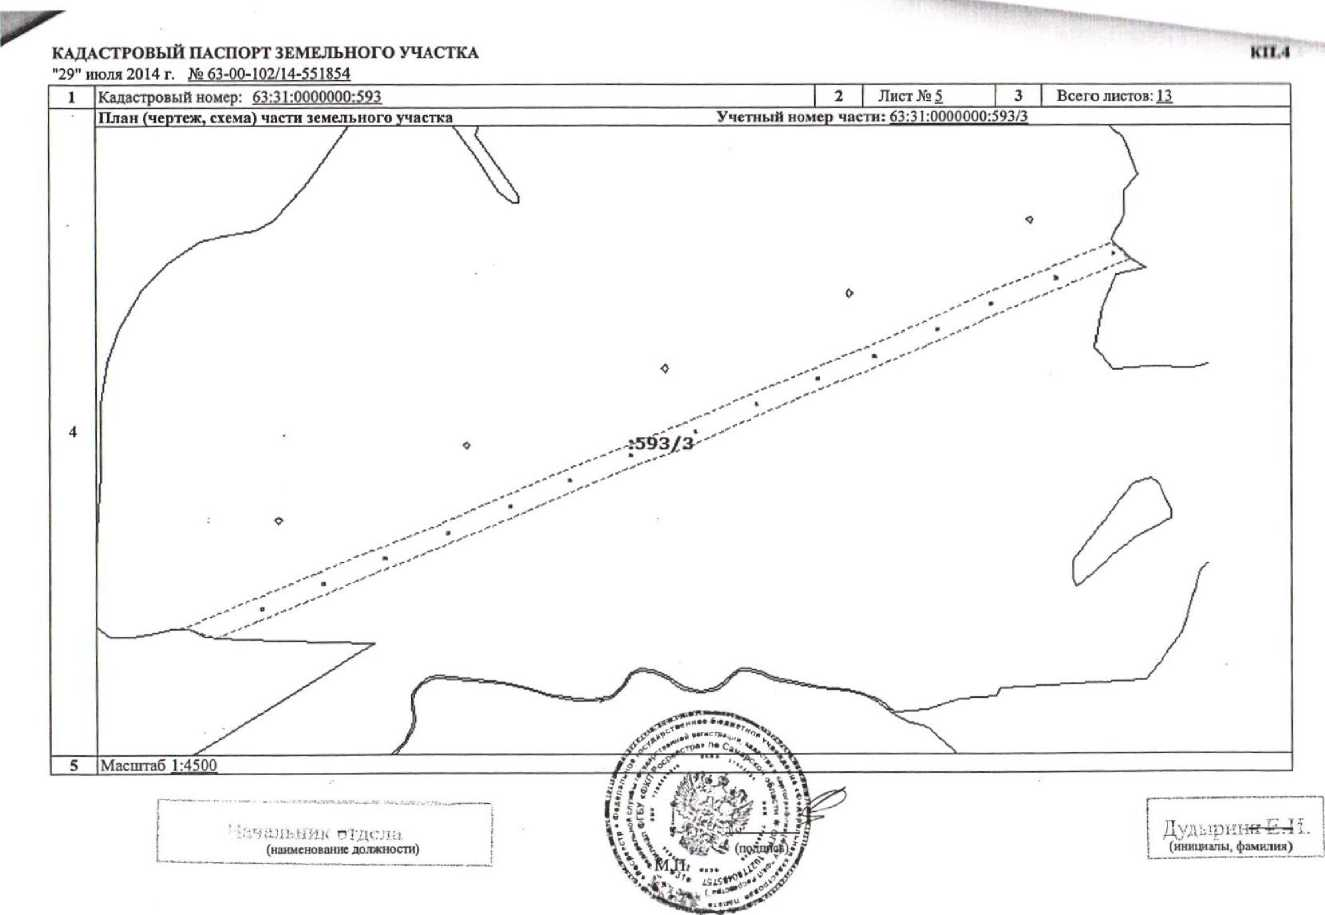 КАДАСТРОВЫЙ ПАСПОРТ ЗЕМЕЛЬНОГО УЧАСТКА
КП.4
"29" июля 2014 г. № 63-00-102/14-551854
1 Кадастровый номер: 63:31:0000000:593 2 Лист № 5 3 Всего листов: 13
План (чертеж, схема) части земельного участка Учетный номер части: 63:31:0000000:593/3
:593/3
4
5 Масштаб 1:4500
Начальник отдела
(наименование должности)
(подпись)
М.П.
Дудырина Е.Н.
(инициалы, фамилия)